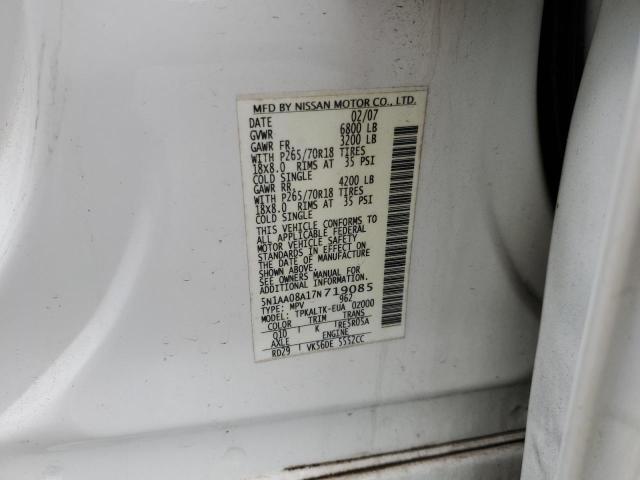 MFD BY NISSAN MOTOR CO., LTD.
DATE 02/07
GVWR 6800 LB
GAWR FR. 3200 LB
WITH P265/70R18 TIRES
18X8.0 RIMS AT 35 PSI
COLD SINGLE
GAWR RR. 4200 LB
WITH P265/70R18 TIRES
18X8.0 RIMS AT 35 PSI
COLD SINGLE
THIS VEHICLE CONFORMS TO
ALL APPLICABLE FEDERAL
MOTOR VEHICLE SAFETY
STANDARDS IN EFFECT ON
THE DATE OF MANUFACTURE
SHOWN ABOVE.
SEE OWNERS MANUAL FOR
ADDITIONAL INFORMATION.
5N1AA08A17N719085
TYPE: MPV 962
MODEL: TPKALTK-EUA 02000
COLOR TRIM TRANS
Q10 K RE5R05A
AXLE ENGINE
RD29 VK56DE 5552CC